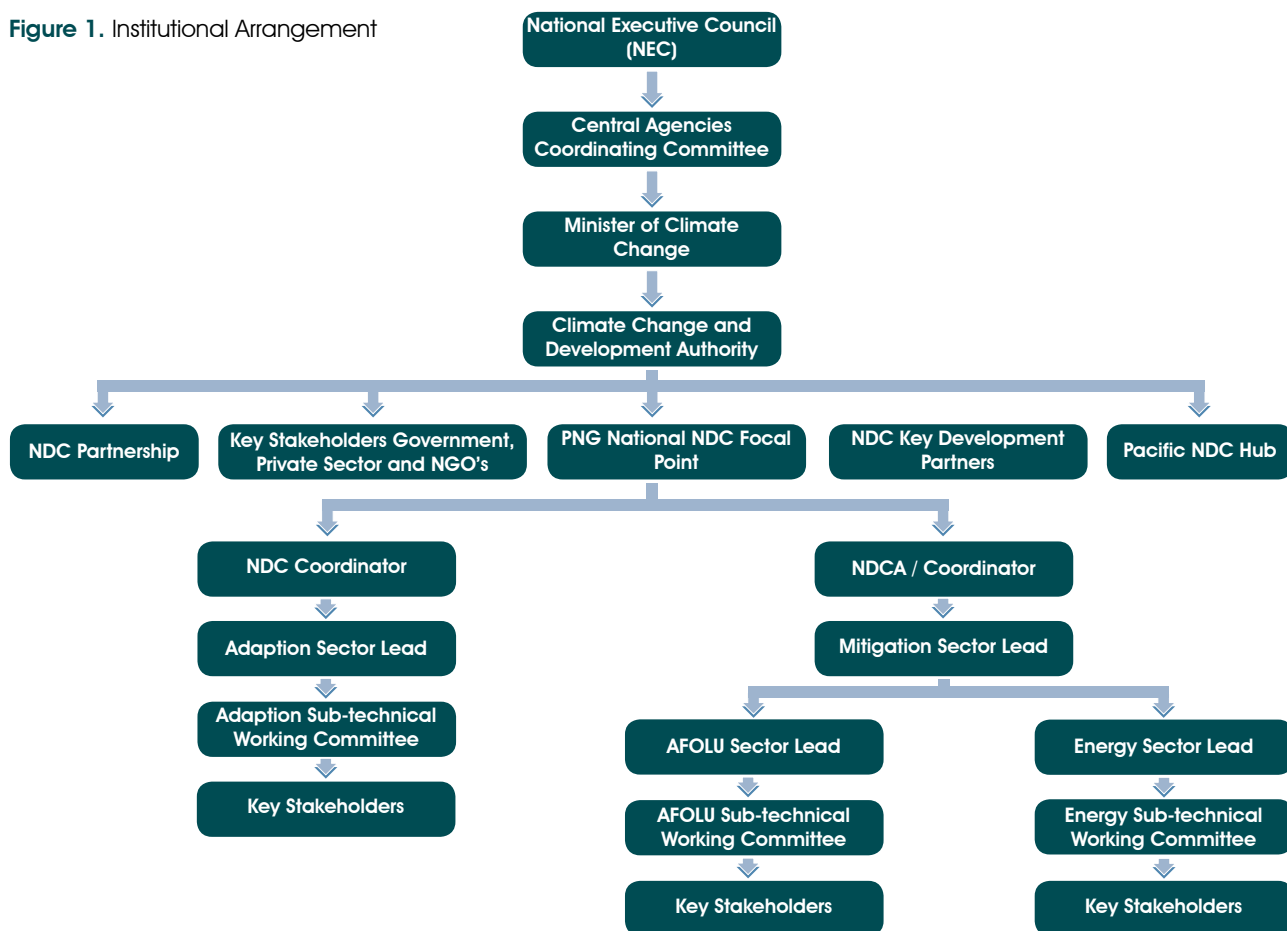 Figure 1. Institutional Arrangement
National Executive Council
(NEC)
Central Agencies
Coordinating Committee
Minister of Climate
Change
Climate Change and
Development Authority
NDC Partnership
Key Stakeholders Government,
Private Sector and NGO's
PNG National NDC Focal
Point
NDC Key Development
Partners
Pacific NDC Hub
NDC Coordinator
NDCA / Coordinator
Adaption Sector Lead
Mitigation Sector Lead
Adaption Sub-technical
Working Committee
AFOLU Sector Lead
Energy Sector Lead
Key Stakeholders
AFOLU Sub-technical
Working Committee
Energy Sub-technical
Working Committee
Key Stakeholders
Key Stakeholders